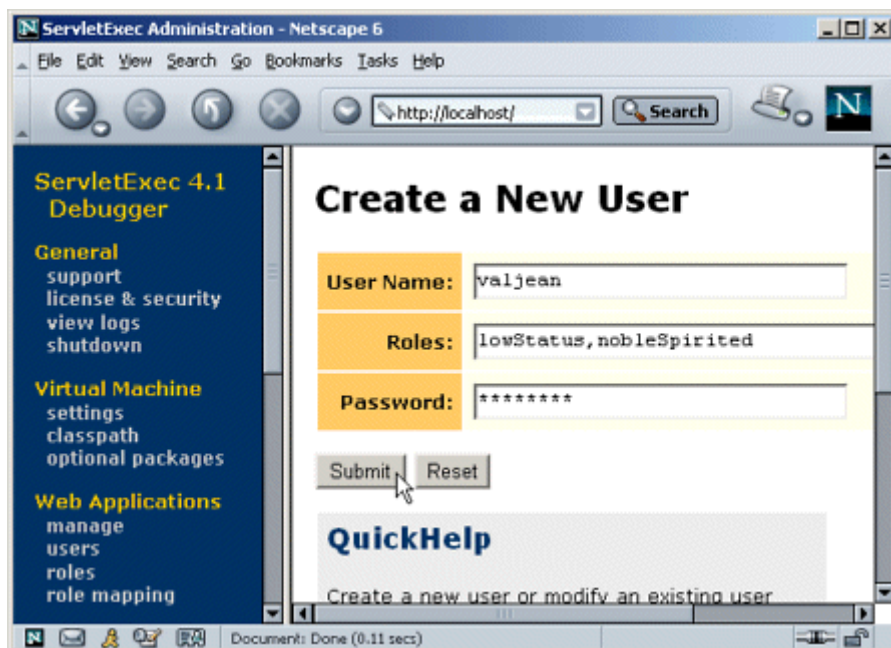 ServletExec Administration - Netscape 6
File Edit View Search Go Bookmarks Tasks Help
http://localhost/ Search N
ServletExec 4.1
Debugger
General
support
license & security
view logs
shutdown
Virtual Machine
settings
classpath
optional packages
Web Applications
manage
users
roles
role mapping
Create a New User
User Name: valjean
Roles: lowStatus,nobleSpirited
Password: ********
Submit Reset
QuickHelp
Create a new user or modify an existing user
Document: Done (0.11 secs)